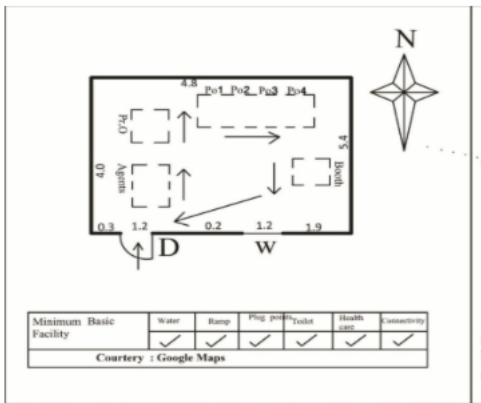 N
4.8
Po1 Po2 Po3 Po4
Pr.O
5.4
4.0
Agents
Booth
0.3 1.2 0.2 1.2 1.9
D W
Minimum Basic Facility Water Ramp Plug points Toilet Health care Connectivity
Courtery : Google Maps